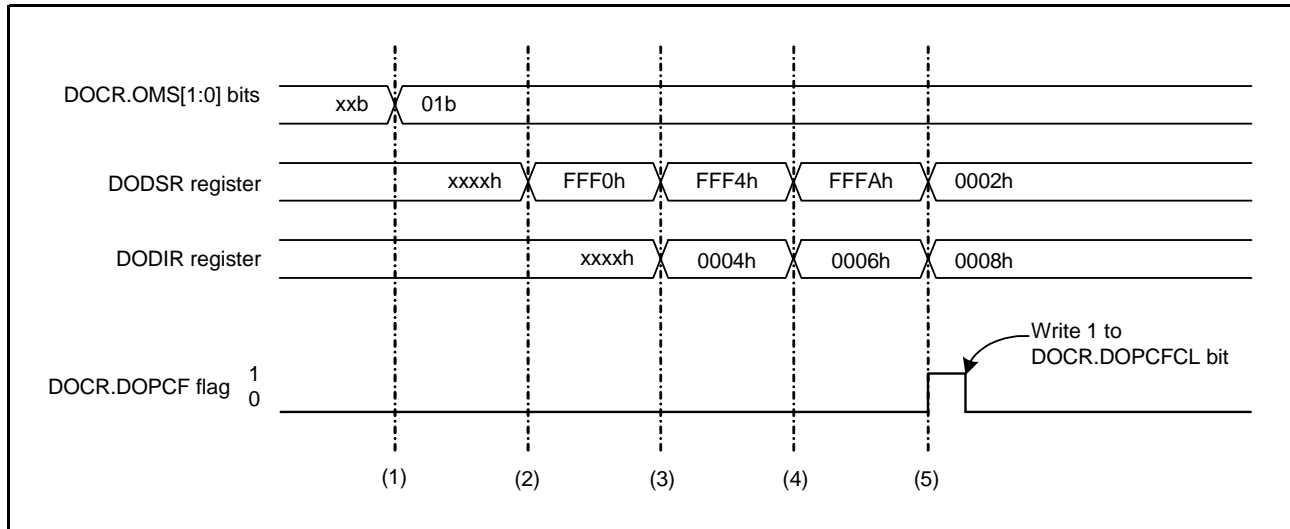 DOCR.OMS[1:0] bits
xxb
01b
DODSR register
xxxxh
FFF0h
FFF4h
FFFAh
0002h
DODIR register
xxxxh
0004h
0006h
0008h
Write 1 to
DOCR.DOPCFCL bit
DOCR.DOPCF flag
1
0
(1)
(2)
(3)
(4)
(5)